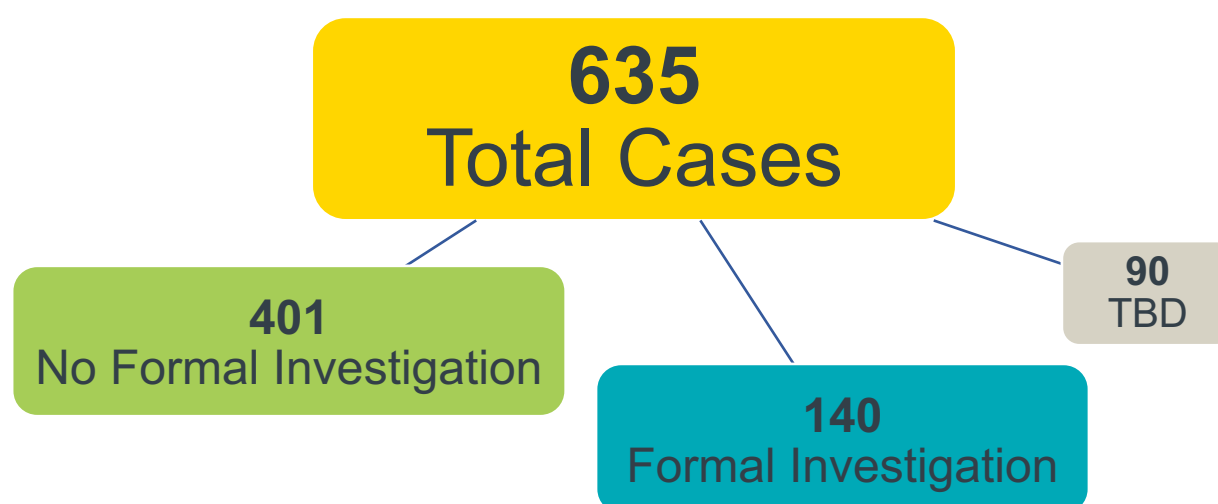 635
Total Cases
401
No Formal Investigation
90
TBD
140
Formal Investigation